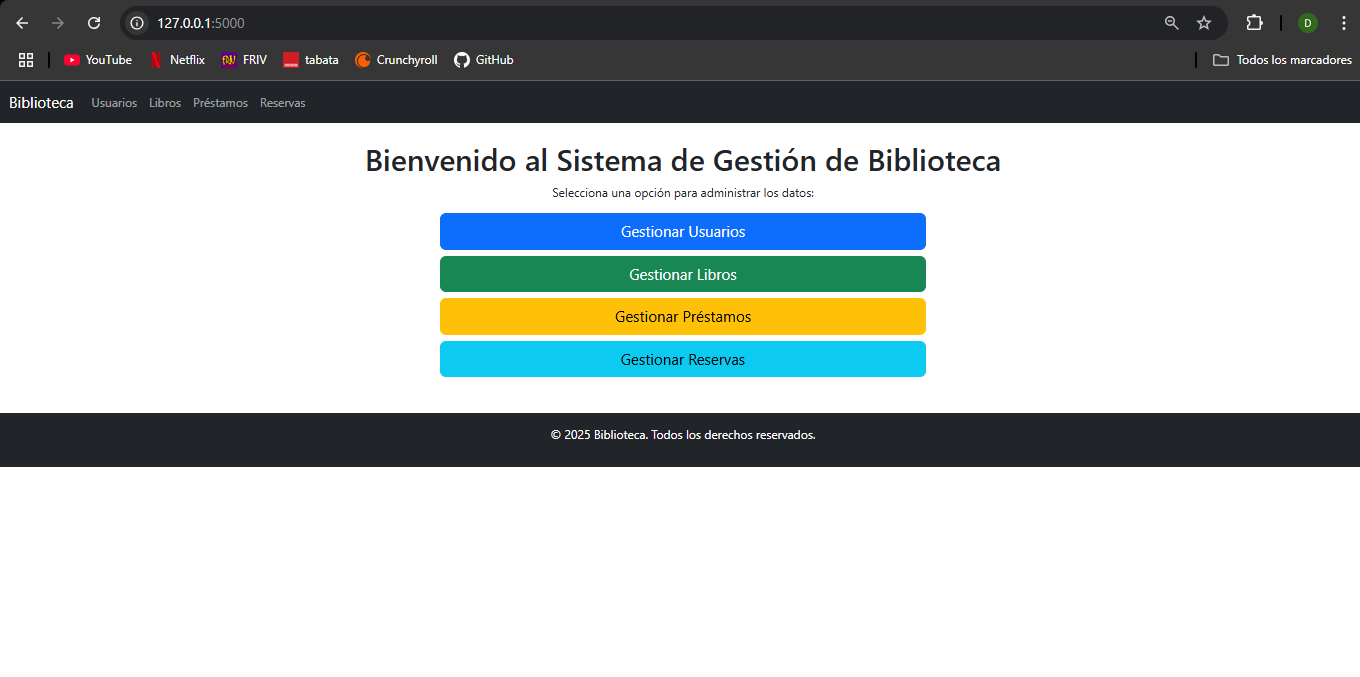 127.0.0.1:5000
D
YouTube
Netflix
FRIV
tabata
Crunchyroll
GitHub
Todos los marcadores
Biblioteca
Usuarios
Libros
Préstamos
Reservas
Bienvenido al Sistema de Gestión de Biblioteca
Selecciona una opción para administrar los datos:
Gestionar Usuarios
Gestionar Libros
Gestionar Préstamos
Gestionar Reservas
© 2025 Biblioteca. Todos los derechos reservados.